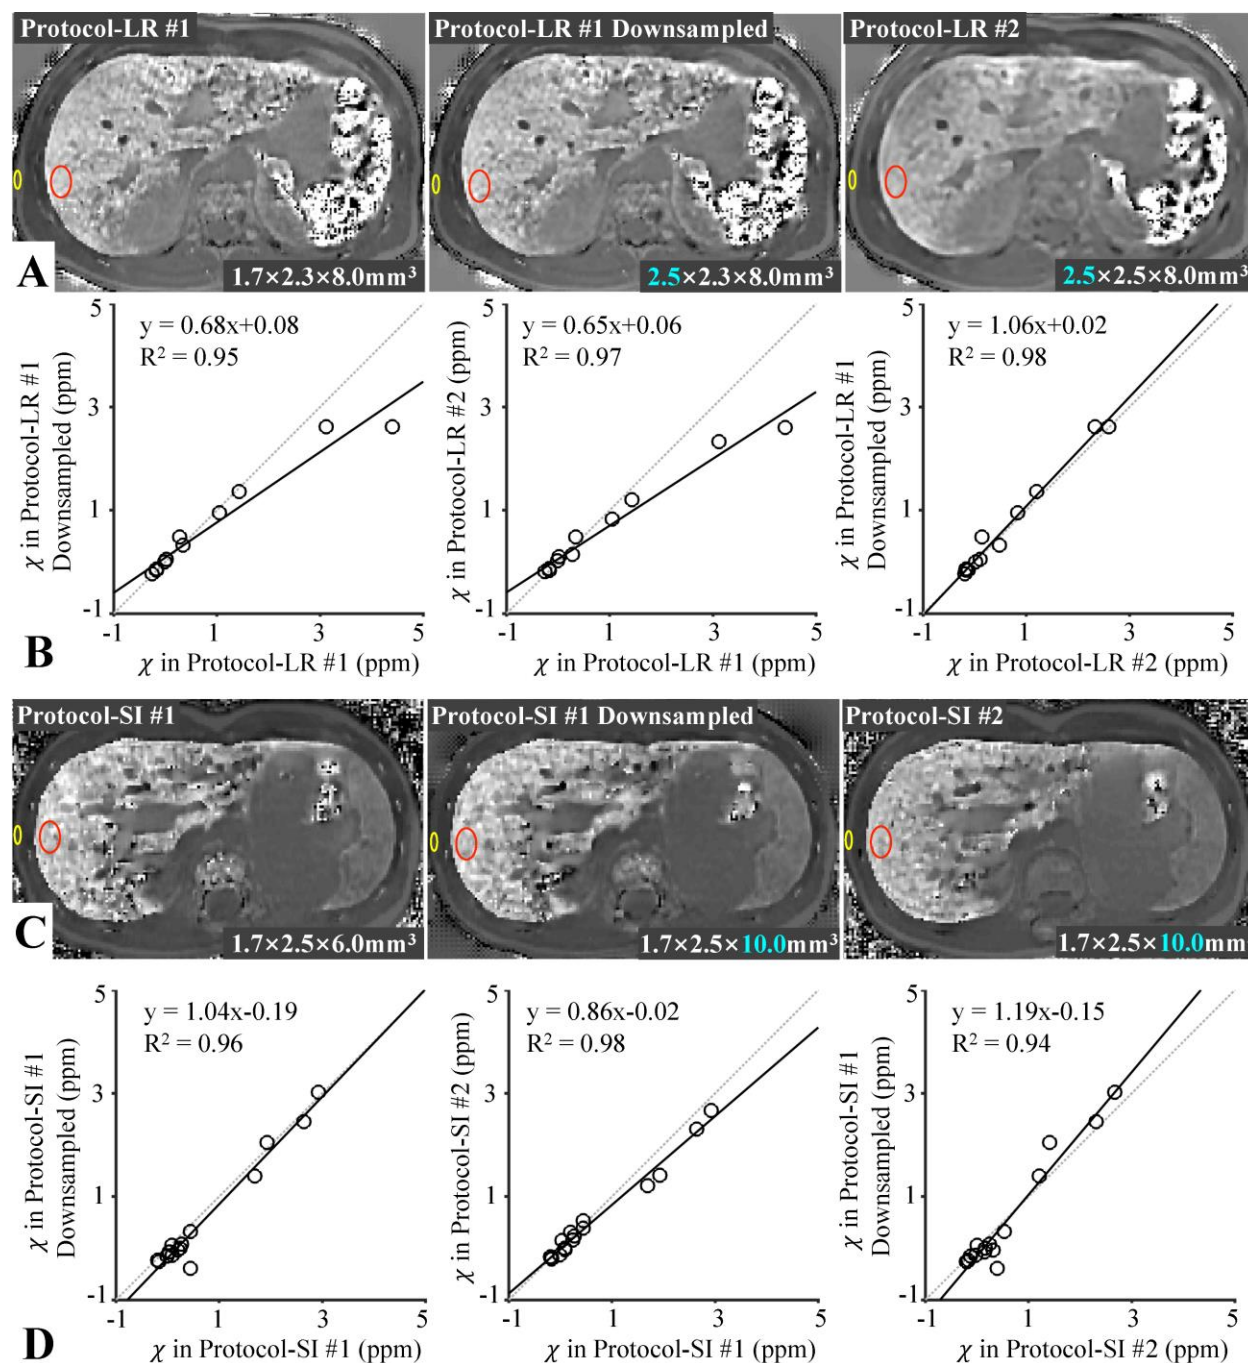 Protocol-LR #1
Protocol-LR #1 Downsampled
Protocol-LR #2
A
1.7×2.3×8.0mm³
2.5×2.3×8.0mm³
2.5×2.5×8.0mm³
y = 0.68x+0.08
R² = 0.95
χ in Protocol-LR #1
Downsampled (ppm)
5
3
1
-1
-1
1
3
5
χ in Protocol-LR #1 (ppm)
y = 0.65x+0.06
R² = 0.97
χ in Protocol-LR #2 (ppm)
5
3
1
-1
-1
1
3
5
χ in Protocol-LR #1 (ppm)
y = 1.06x+0.02
R² = 0.98
χ in Protocol-LR #1
Downsampled (ppm)
5
3
1
-1
-1
1
3
5
χ in Protocol-LR #2 (ppm)
B
Protocol-SI #1
Protocol-SI #1 Downsampled
Protocol-SI #2
C
1.7×2.5×6.0mm³
1.7×2.5×10.0mm³
1.7×2.5×10.0mm
y = 1.04x-0.19
R² = 0.96
χ in Protocol-SI #1
Downsampled (ppm)
5
3
1
-1
-1
1
3
5
χ in Protocol-SI #1 (ppm)
y = 0.86x-0.02
R² = 0.98
χ in Protocol-SI #2 (ppm)
5
3
1
-1
-1
1
3
5
χ in Protocol-SI #1 (ppm)
y = 1.19x-0.15
R² = 0.94
χ in Protocol-SI #1
Downsampled (ppm)
5
3
1
-1
-1
1
3
5
χ in Protocol-SI #2 (ppm)
D